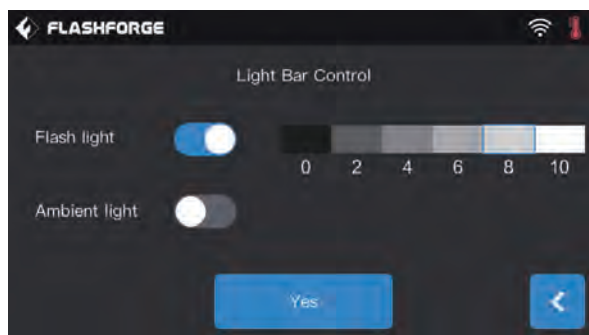 FLASHFORGE
Light Bar Control
Flash light
0 2 4 6 8 10
Ambient light
Yes